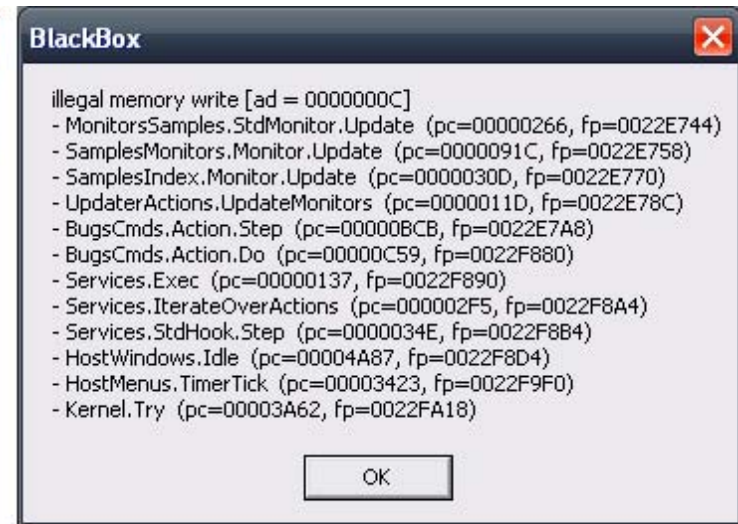 BlackBox
illegal memory write [ad = 0000000C]
- MonitorsSamples.StdMonitor.Update (pc=00000266, fp=0022E744)
- SamplesMonitors.Monitor.Update (pc=0000091C, fp=0022E758)
- SamplesIndex.Monitor.Update (pc=0000030D, fp=0022E770)
- UpdaterActions.UpdateMonitors (pc=0000011D, fp=0022E78C)
- BugsCmds.Action.Step (pc=00000BCB, fp=0022E7A8)
- BugsCmds.Action.Do (pc=00000C59, fp=0022F880)
- Services.Exec (pc=00000137, fp=0022F890)
- Services.IterateOverActions (pc=000002F5, fp=0022F8A4)
- Services.StdHook.Step (pc=0000034E, fp=0022F8B4)
- HostWindows.Idle (pc=00004A87, fp=0022F8D4)
- HostMenus.TimerTick (pc=00003423, fp=0022F9F0)
- Kernel.Try (pc=00003A62, fp=0022FA18)
OK